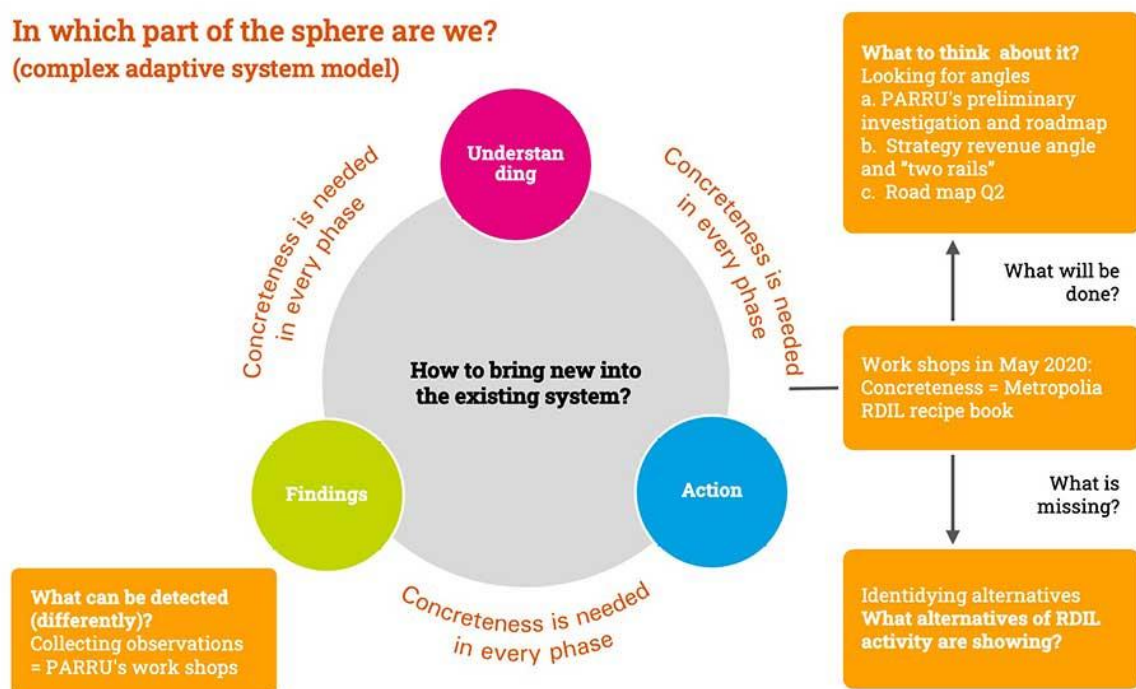 In which part of the sphere are we?
(complex adaptive system model)
Understan
ding
Concreteness is needed
in every phase
Concreteness is needed
in every phase
How to bring new into
the existing system?
Findings
Action
Concreteness is needed
in every phase
What can be detected
(differently)?
Collecting observations
= PARRU's work shops
What to think about it?
Looking for angles
a. PARRU's preliminary
investigation and roadmap
b. Strategy revenue angle
and "two rails"
c. Road map Q2
What will be
done?
Work shops in May 2020:
Concreteness = Metropolia
RDIL recipe book
What is
missing?
Identidying alternatives
What alternatives of RDIL
activity are showing?